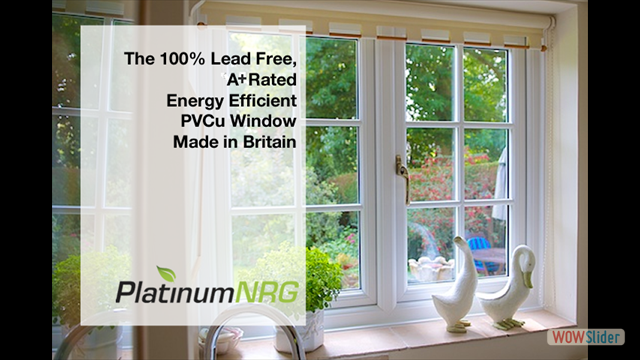 The 100% Lead Free,
A+Rated
Energy Efficient
PVCu Window
Made in Britain
PlatinumNRG
WOWSlider